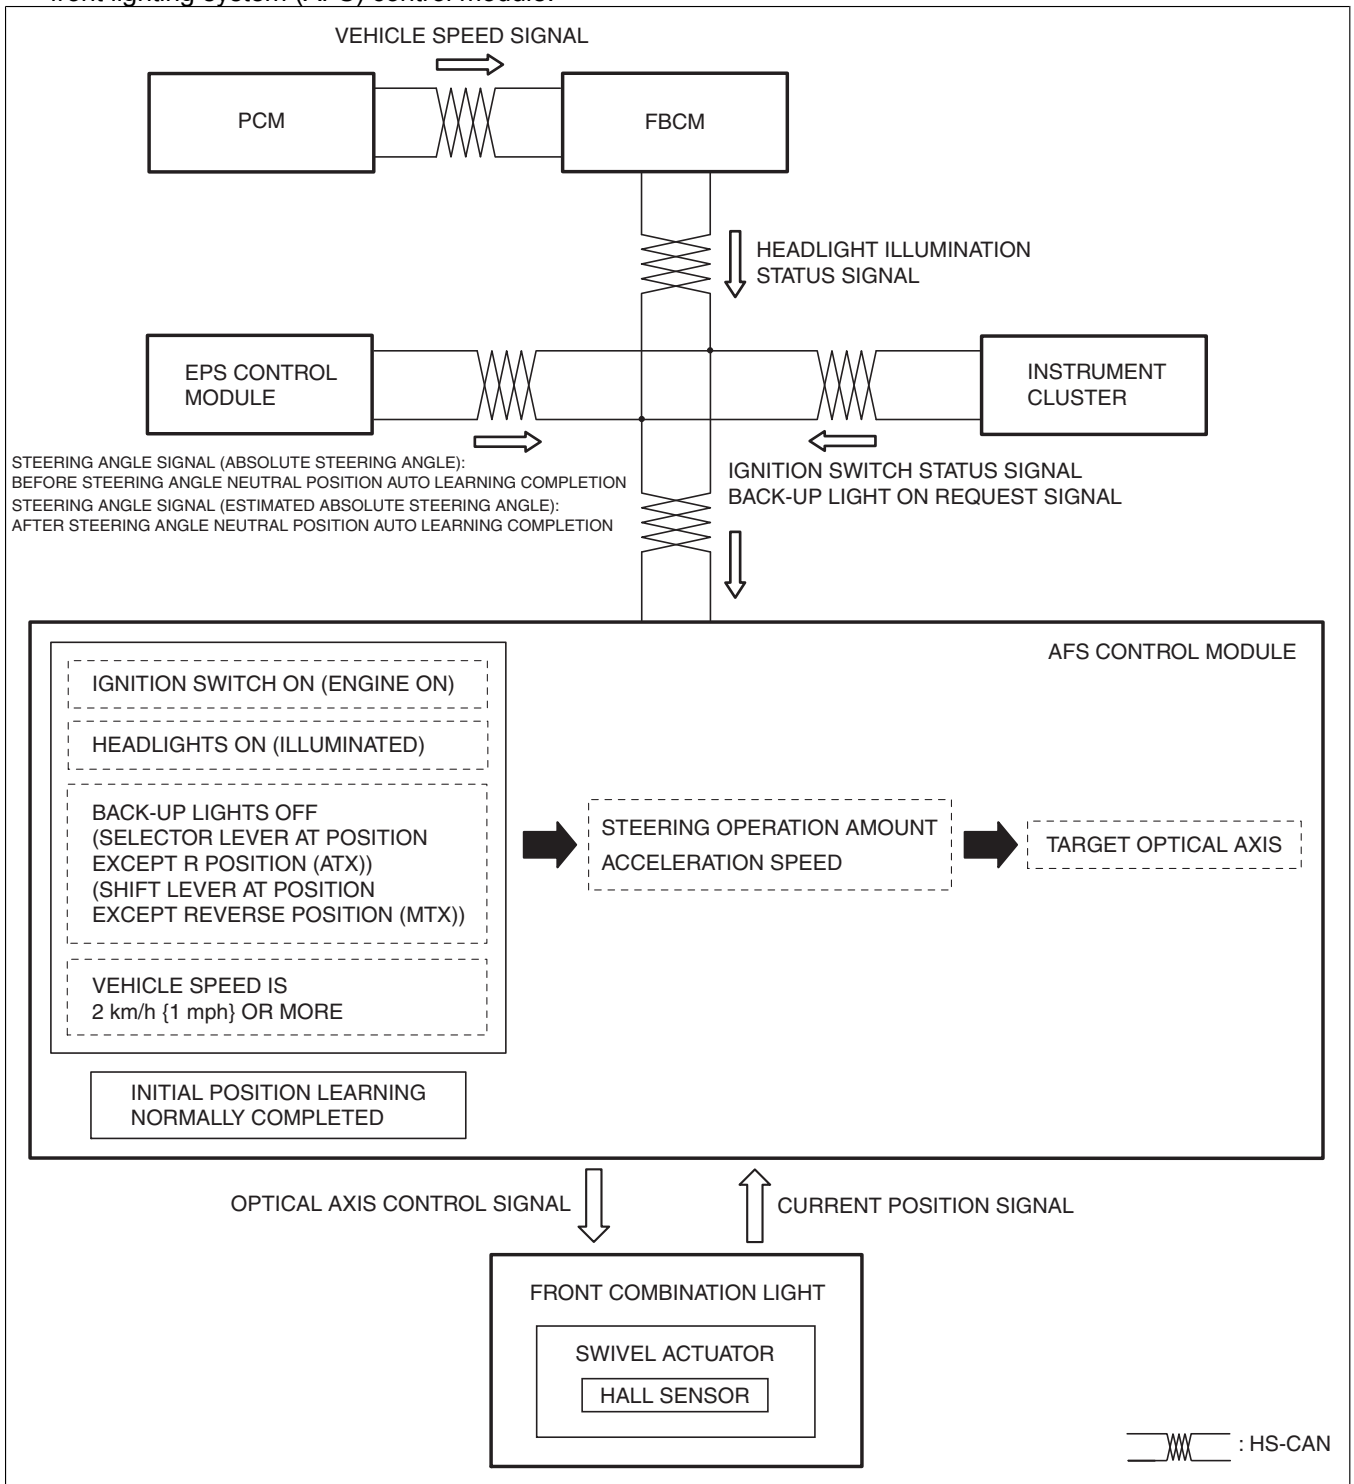 front lighting system (AFS) control module.
VEHICLE SPEED SIGNAL
PCM
FBCM
HEADLIGHT ILLUMINATION
STATUS SIGNAL
EPS CONTROL
MODULE
INSTRUMENT
CLUSTER
STEERING ANGLE SIGNAL (ABSOLUTE STEERING ANGLE):
BEFORE STEERING ANGLE NEUTRAL POSITION AUTO LEARNING COMPLETION
STEERING ANGLE SIGNAL (ESTIMATED ABSOLUTE STEERING ANGLE):
AFTER STEERING ANGLE NEUTRAL POSITION AUTO LEARNING COMPLETION
IGNITION SWITCH STATUS SIGNAL
BACK-UP LIGHT ON REQUEST SIGNAL
AFS CONTROL MODULE
IGNITION SWITCH ON (ENGINE ON)
HEADLIGHTS ON (ILLUMINATED)
BACK-UP LIGHTS OFF
(SELECTOR LEVER AT POSITION
EXCEPT R POSITION (ATX))
(SHIFT LEVER AT POSITION
EXCEPT REVERSE POSITION (MTX))
VEHICLE SPEED IS
2 km/h {1 mph} OR MORE
STEERING OPERATION AMOUNT
ACCELERATION SPEED
TARGET OPTICAL AXIS
INITIAL POSITION LEARNING
NORMALLY COMPLETED
OPTICAL AXIS CONTROL SIGNAL
CURRENT POSITION SIGNAL
FRONT COMBINATION LIGHT
SWIVEL ACTUATOR
HALL SENSOR
: HS-CAN